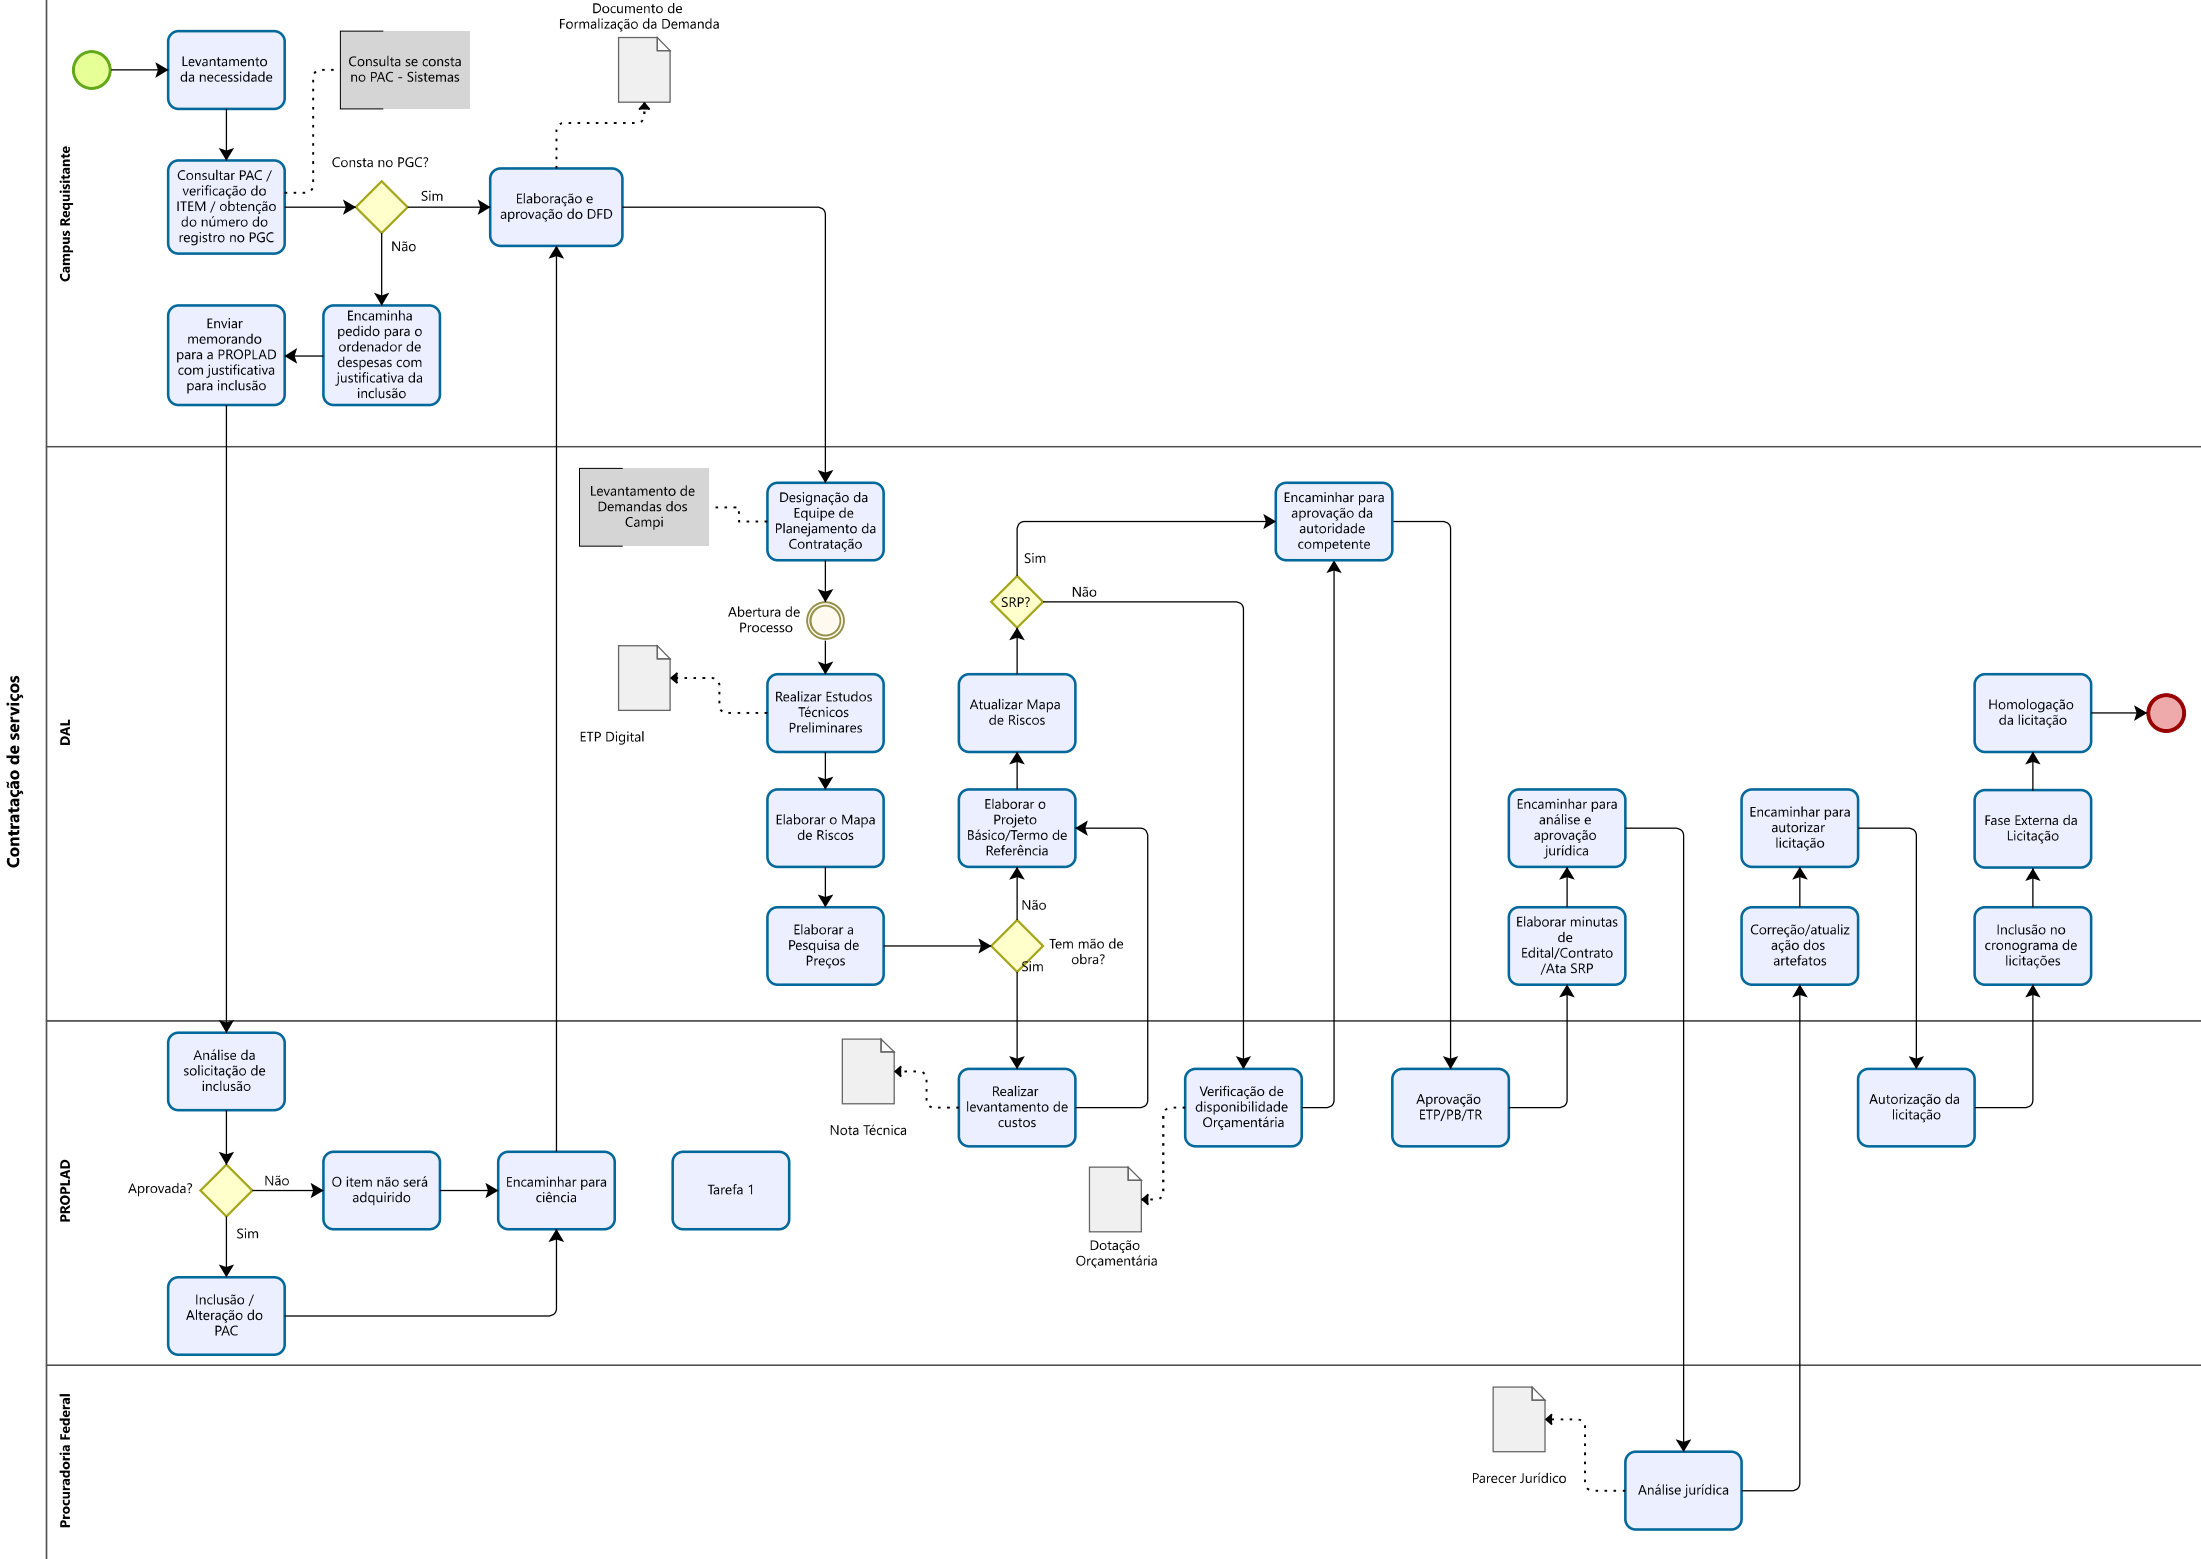 Contratação de serviços
Campus Requisitante
Levantamento
da necessidade
Consulta se consta
no PAC - Sistemas
Documento de
Formalização da Demanda
Consultar PAC /
verificação do
ITEM / obtenção
do número do
registro no PGC
Consta no PGC?
Sim
Não
Elaboração e
aprovação do DFD
Enviar
memorando
para a PROPLAD
com justificativa
para inclusão
Encaminha
pedido para o
ordenador de
despesas com
justificativa da
inclusão
DAL
Levantamento de
Demandas dos
Campi
Designação da
Equipe de
Planejamento da
Contratação
Abertura de
Processo
ETP Digital
Realizar Estudos
Técnicos
Preliminares
Elaborar o Mapa
de Riscos
Elaborar a
Pesquisa de
Preços
Tem mão de
obra?
Não
Sim
Elaborar o
Projeto
Básico/Termo de
Referência
Atualizar Mapa
de Riscos
SRP?
Sim
Não
Encaminhar para
aprovação da
autoridade
competente
Encaminhar para
análise e
aprovação
jurídica
Elaborar minutas
de
Edital/Contrato
/Ata SRP
Encaminhar para
autorizar
licitação
Correção/atualiz
ação dos
artefatos
Homologação
da licitação
Fase Externa da
Licitação
Inclusão no
cronograma de
licitações
PROPLAD
Análise da
solicitação de
inclusão
Aprovada?
Não
Sim
O item não será
adquirido
Encaminhar para
ciência
Tarefa 1
Inclusão /
Alteração do
PAC
Nota Técnica
Realizar
levantamento de
custos
Verificação de
disponibilidade
Orçamentária
Dotação
Orçamentária
Aprovação
ETP/PB/TR
Autorização da
licitação
Procuradoria Federal
Parecer Jurídico
Análise jurídica